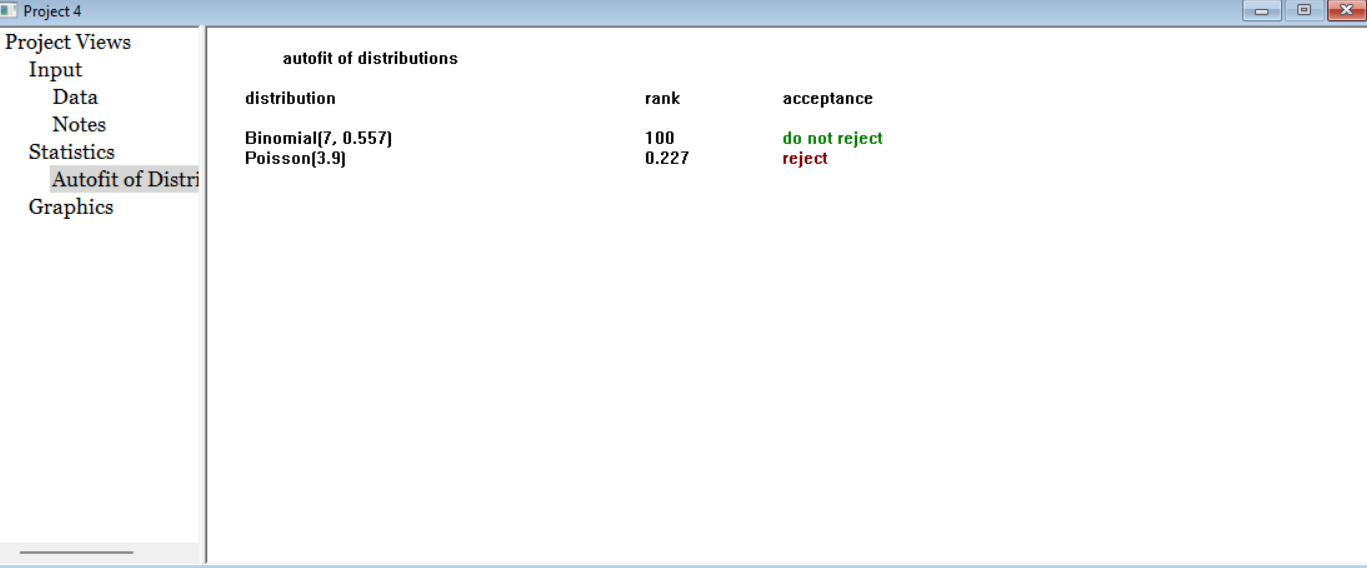 Project 4
Project Views
Input
Data
Notes
Statistics
Autofit of Distri
Graphics
autofit of distributions
distribution rank acceptance
Binomial(7, 0.557) 100 do not reject
Poisson(3.9) 0.227 reject